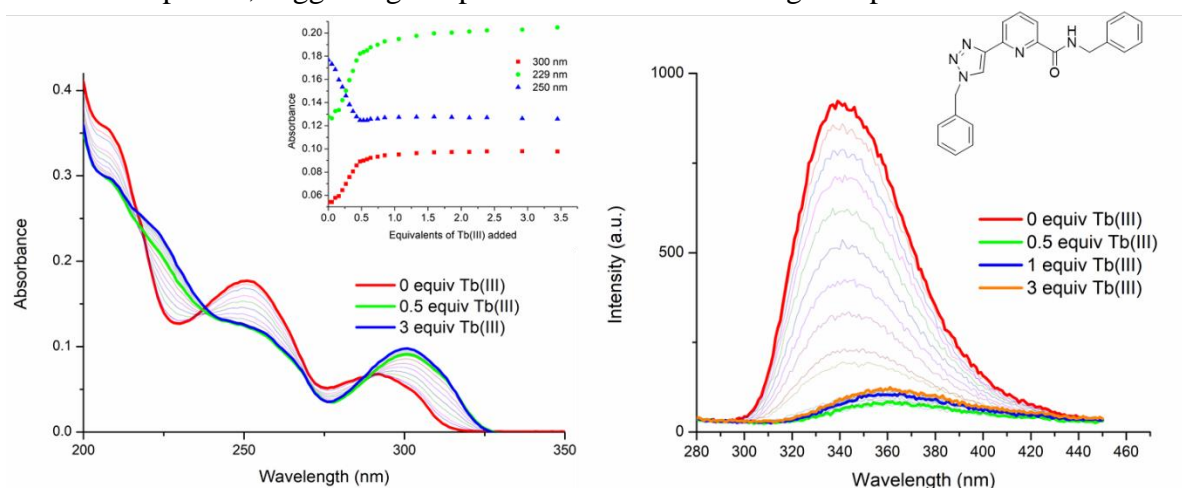 0.20
0.18
0.15
0.13
0.10
0.08
0.06
0.0 0.5 1.0 1.5 2.0 2.5 3.0 3.5
Absorbance
Equivalents of Tb(III) added
300 nm
229 nm
250 nm
0.4
0.3
0.2
0.1
0.0
200 250 300 350
Absorbance
Wavelength (nm)
0 equiv Tb(III)
0.5 equiv Tb(III)
3 equiv Tb(III)
1000
500
0
280 300 320 340 360 380 400 420 440 460
Intensity (a.u.)
Wavelength (nm)
0 equiv Tb(III)
0.5 equiv Tb(III)
1 equiv Tb(III)
3 equiv Tb(III)
N=N
N
N
O
H
N